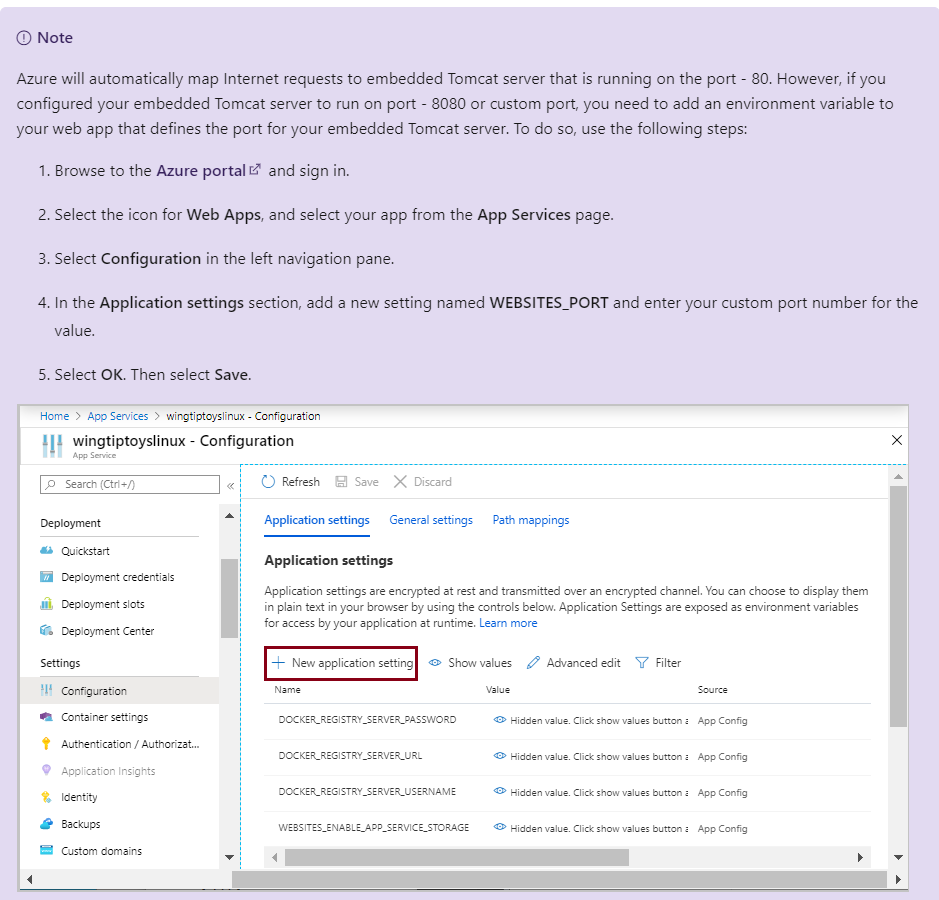 Note
Azure will automatically map Internet requests to embedded Tomcat server that is running on the port - 80. However, if you
configured your embedded Tomcat server to run on port - 8080 or custom port, you need to add an environment variable to
your web app that defines the port for your embedded Tomcat server. To do so, use the following steps:
1. Browse to the Azure portal and sign in.
2. Select the icon for Web Apps, and select your app from the App Services page.
3. Select Configuration in the left navigation pane.
4. In the Application settings section, add a new setting named WEBSITES_PORT and enter your custom port number for the
value.
5. Select OK. Then select Save.
Home > App Services > wingtiptoyslinux - Configuration
wingtiptoyslinux - Configuration
App Service
Search (Ctrl+/)
Deployment
Quickstart
Deployment credentials
Deployment slots
Deployment Center
Settings
Configuration
Container settings
Authentication / Authorizat...
Application Insights
Identity
Backups
Custom domains
Refresh Save Discard
Application settings General settings Path mappings
Application settings
Application settings are encrypted at rest and transmitted over an encrypted channel. You can choose to display them
in plain text in your browser by using the controls below. Application Settings are exposed as environment variables
for access by your application at runtime. Learn more
New application setting Show values Advanced edit Filter
Name Value Source
DOCKER_REGISTRY_SERVER_PASSWORD Hidden value. Click show values button a App Config
DOCKER_REGISTRY_SERVER_URL Hidden value. Click show values button a App Config
DOCKER_REGISTRY_SERVER_USERNAME Hidden value. Click show values button a App Config
WEBSITES_ENABLE_APP_SERVICE_STORAGE Hidden value. Click show values button a App Config